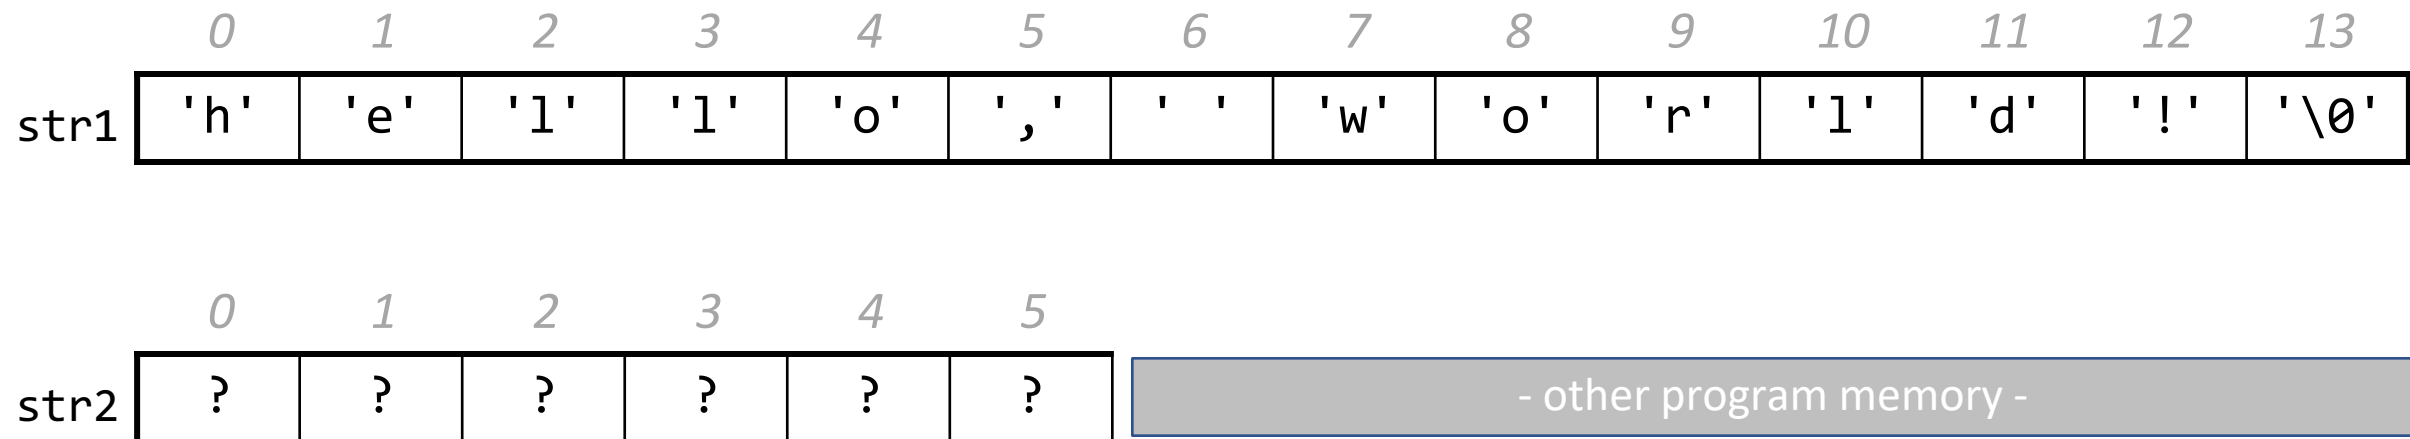 0 1 2 3 4 5 6 7 8 9 10 11 12 13
str1 'h' 'e' 'l' 'l' 'o' ',' ' ' 'w' 'o' 'r' 'l' 'd' '!' '\0'
0 1 2 3 4 5
str2 ? ? ? ? ? ? - other program memory -